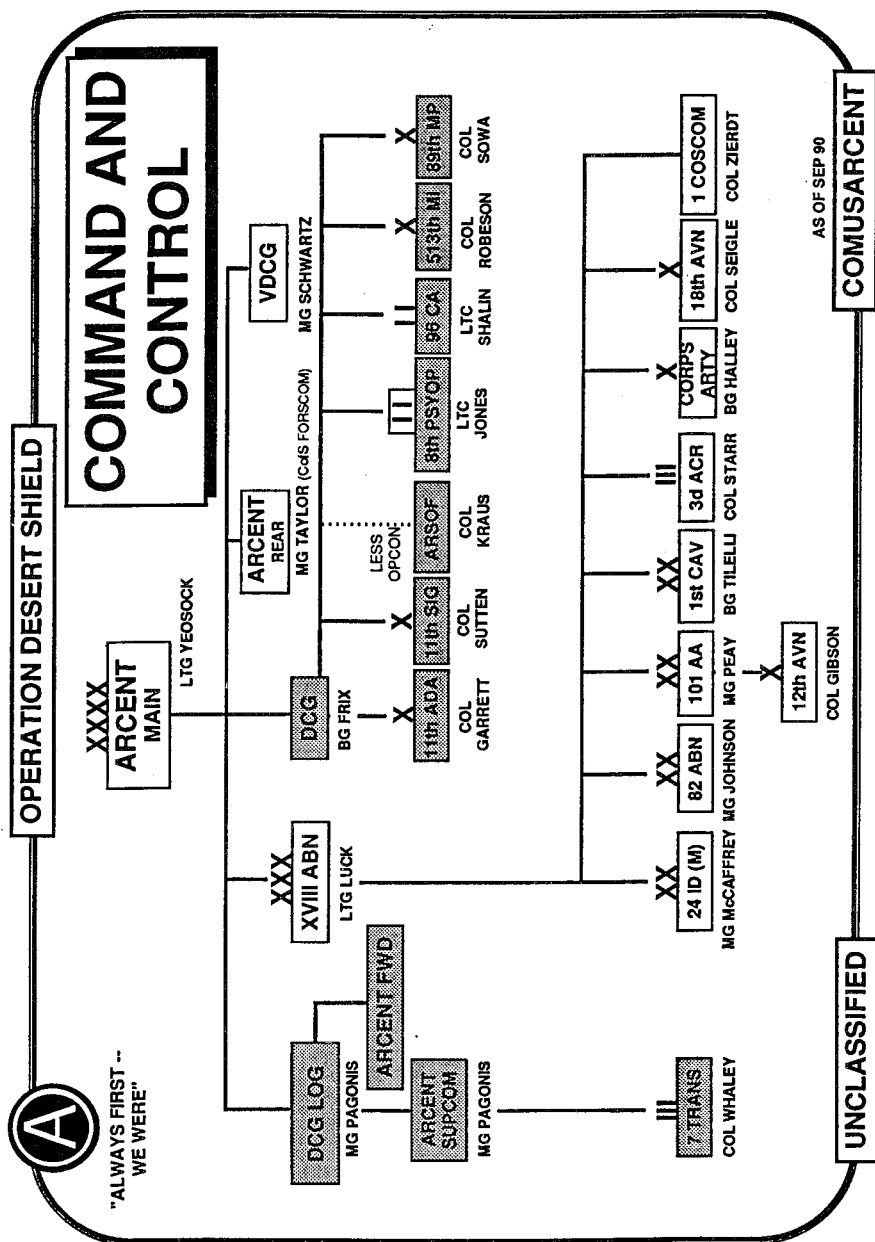 OPERATION DESERT SHIELD
A
"ALWAYS FIRST --
WE WERE"
COMMAND AND
CONTROL
XXXX
ARCENT
MAIN
LTG YEOSOCK
DCG LOG
MG PAGONIS
ARCENT FWD
ARCENT
SUPCOM
MG PAGONIS
III
7 TRANS
COL WHALEY
XXX
XVIII ABN
LTG LUCK
DCG
BG FRIX
ARCENT
REAR
MG TAYLOR (CofS FORSCOM)
VDCG
MG SCHWARTZ
X
11th ADA
COL
GARRETT
X
11th SIG
COL
SUTTEN
LESS
OPCON
ARSOF
COL
KRAUS
II
8th PSYOP
LTC
JONES
II
96 CA
LTC
SHALIN
X
513th MI
COL
ROBESON
X
89th MP
COL
SOWA
XX
24 ID (M)
MG McCAFFREY
XX
82 ABN
MG JOHNSON
XX
101 AA
MG PEAY
X
12th AVN
COL GIBSON
XX
1st CAV
BG TILELLI
III
3d ACR
COL STARR
X
CORPS
ARTY
BG HALLEY
X
18th AVN
COL SEIGLE
1 COSCOM
COL ZIERDT
AS OF SEP 90
UNCLASSIFIED
COMUSARCENT